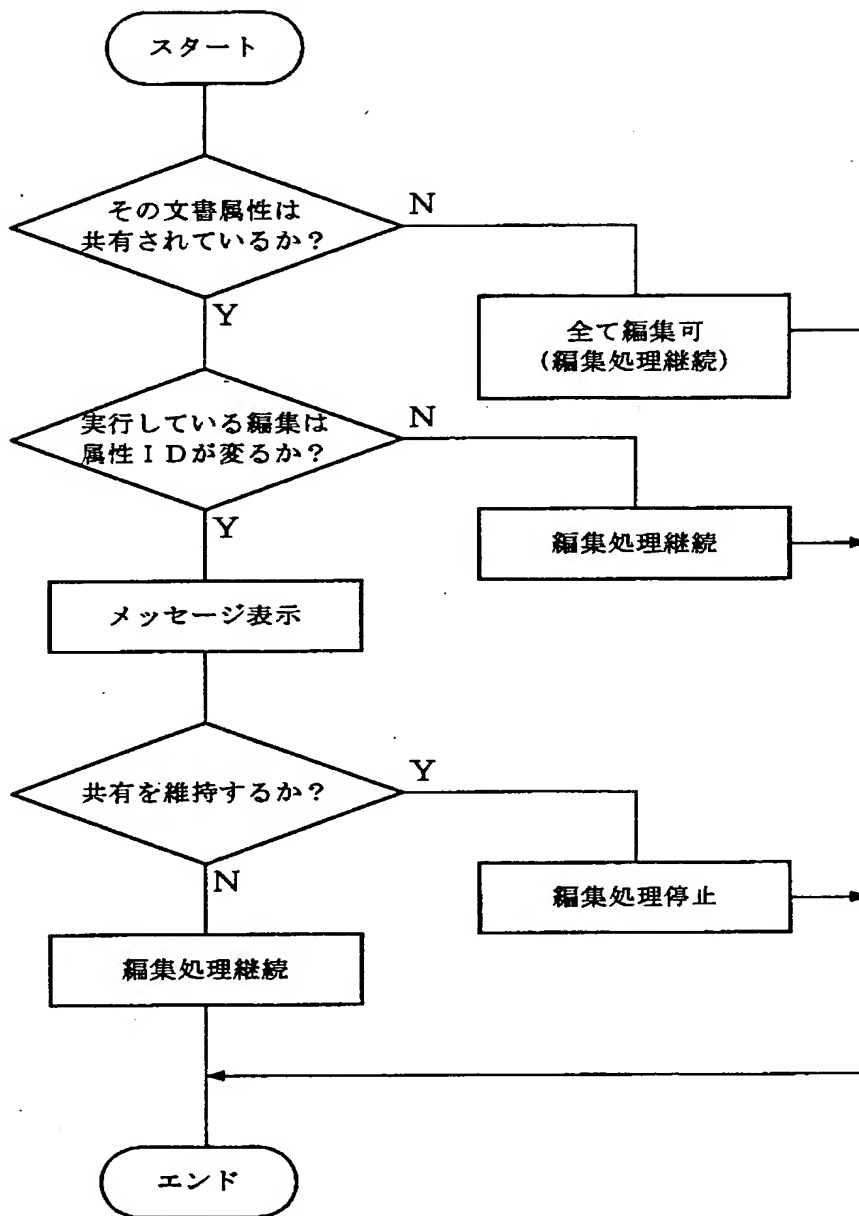 スタート
その文書属性は
共有されているか？
N
Y
全て編集可
(編集処理継続)
実行している編集は
属性ＩＤが変るか？
N
Y
編集処理継続
メッセージ表示
共有を維持するか？
Y
N
編集処理停止
編集処理継続
エンド